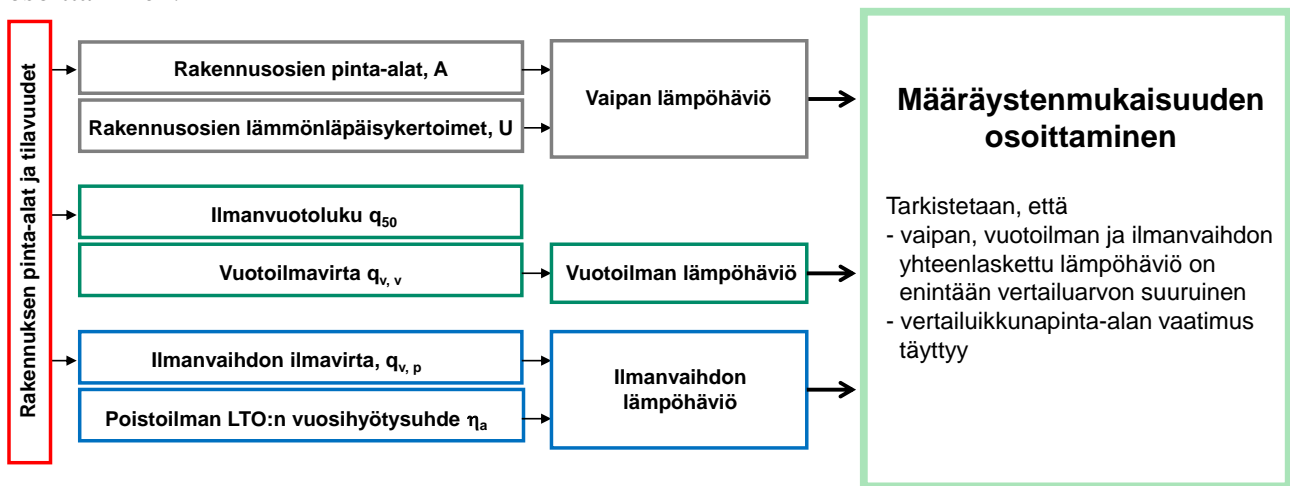 Rakennuksen pinta-alat ja tilavuudet
Rakennusosien pinta-alat, A
Rakennusosien lämmönläpäisykertoimet, U
Vaipan lämpöhäviö
Ilmanvuotoluku q50
Vuotoilmavirta qv, v
Vuotoilman lämpöhäviö
Ilmanvaihdon ilmavirta, qv, p
Poistoilman LTO:n vuosihyötysuhde ηa
Ilmanvaihdon
lämpöhäviö
Määräystenmukaisuuden
osoittaminen
Tarkistetaan, että
- vaipan, vuotoilman ja ilmanvaihdon
yhteenlaskettu lämpöhäviö on
enintään vertailuarvon suuruinen
- vertailuikkunapinta-alan vaatimus
täyttyy